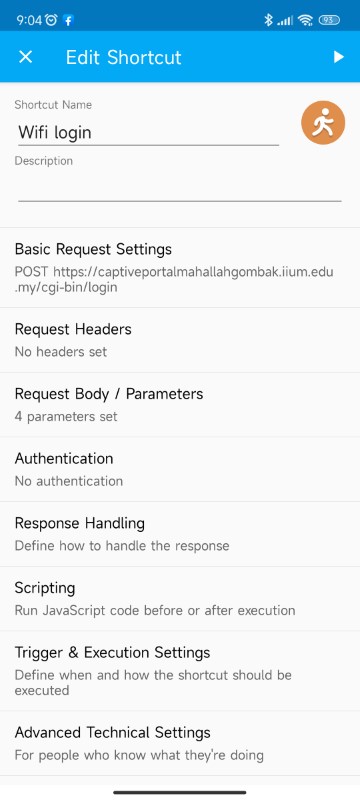 9:04
93
Edit Shortcut
Shortcut Name
Wifi login
Description
Basic Request Settings
POST https://captiveportalmahallahgombak.iium.edu
.my/cgi-bin/login
Request Headers
No headers set
Request Body / Parameters
4 parameters set
Authentication
No authentication
Response Handling
Define how to handle the response
Scripting
Run JavaScript code before or after execution
Trigger & Execution Settings
Define when and how the shortcut should be
executed
Advanced Technical Settings
For people who know what they're doing